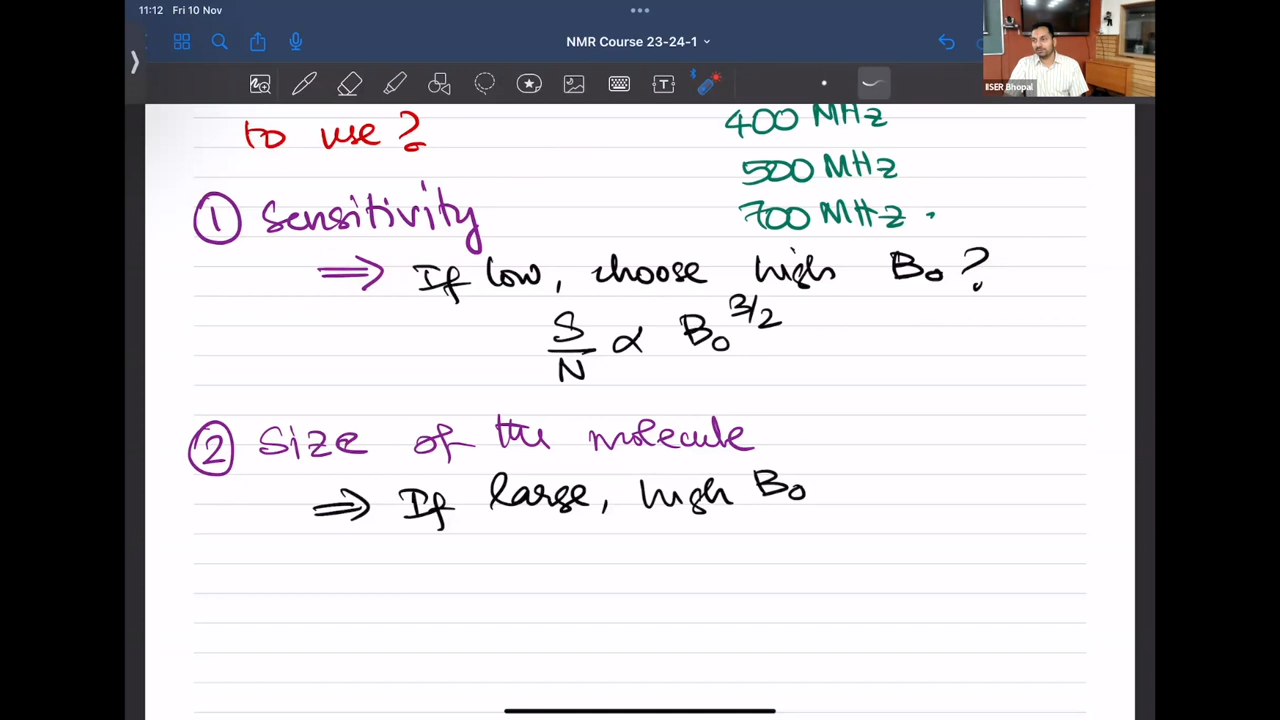 11:12 Fri 10 Nov
NMR Course 23-24-1
IISER Bhopal
to use?
400 MHz
500 MHz
700 MHz
① Sensitivity
⇒ If low, choose high B₀?
S/N ∝ B₀^3/2
② Size of the molecule
⇒ If large, high B₀